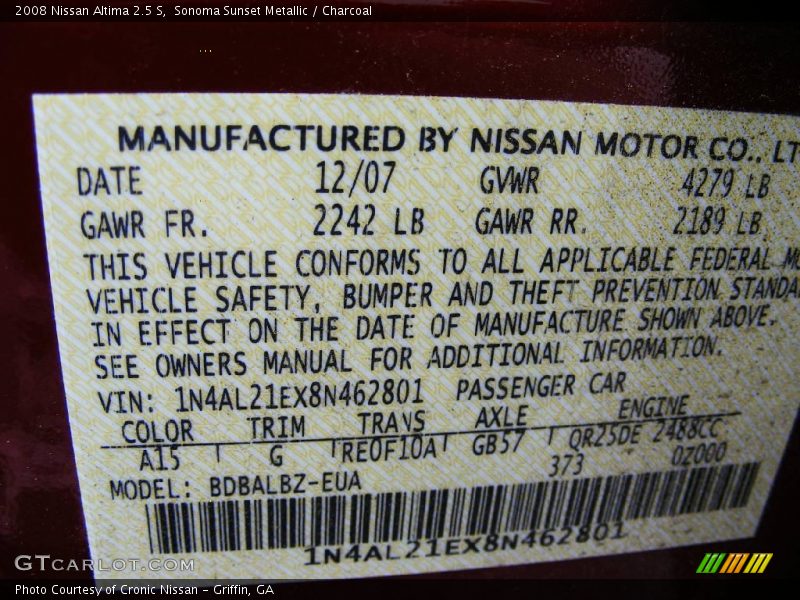 2008 Nissan Altima 2.5 S, Sonoma Sunset Metallic / Charcoal
MANUFACTURED BY NISSAN MOTOR CO., LT
DATE 12/07 GVWR 4279 LB
GAWR FR. 2242 LB GAWR RR. 2189 LB
THIS VEHICLE CONFORMS TO ALL APPLICABLE FEDERAL MO
VEHICLE SAFETY, BUMPER AND THEFT PREVENTION STANDA
IN EFFECT ON THE DATE OF MANUFACTURE SHOWN ABOVE.
SEE OWNERS MANUAL FOR ADDITIONAL INFORMATION.
VIN: 1N4AL21EX8N462801 PASSENGER CAR
COLOR TRIM TRANS AXLE ENGINE
A15 G RE0F10A GB57 QR25DE 2488CC
373 0Z000
MODEL: BDBALBZ-EUA
1N4AL21EX8N462801
GTCARLOT.COM
Photo Courtesy of Cronic Nissan - Griffin, GA